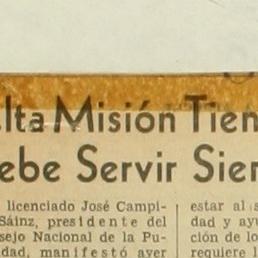 elta Misión Tien
ebe Servir Sien
licenciado José Campi-
Sáinz, presidente del
sejo Nacional de la Pu-
dad, manifestó ayer
estar al s
dad y ayu
ción de lo
requiere l